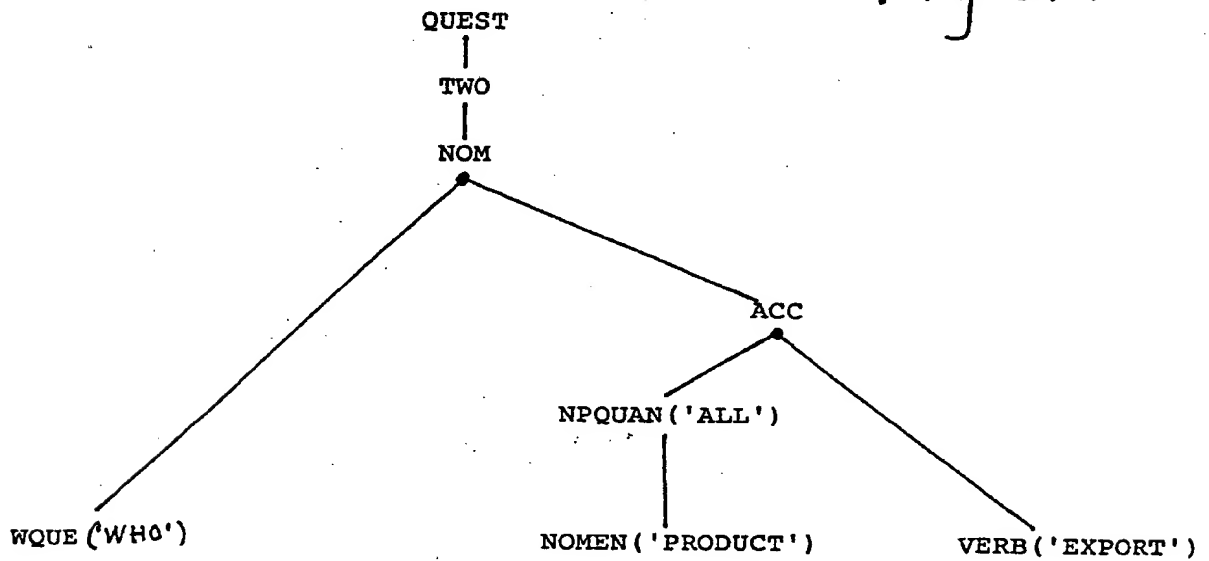 QUEST
TWO
NOM
ACC
NPQUAN('ALL')
WQUE('WHO')
NOMEN('PRODUCT')
VERB('EXPORT')